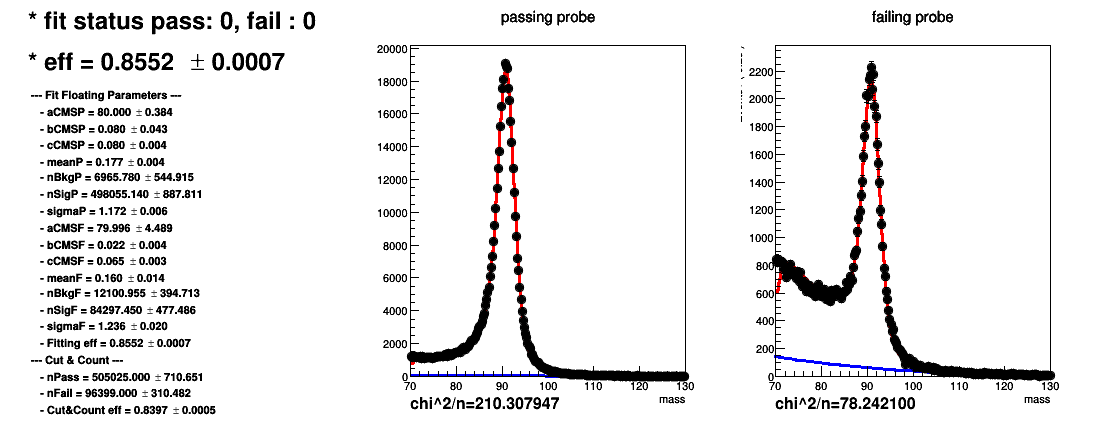 * fit status pass: 0, fail : 0
* eff = 0.8552 ± 0.0007
--- Fit Floating Parameters ---
- aCMSP = 80.000 ± 0.384
- bCMSP = 0.080 ± 0.043
- cCMSP = 0.080 ± 0.004
- meanP = 0.177 ± 0.004
- nBkgP = 6965.780 ± 544.915
- nSigP = 498055.140 ± 887.811
- sigmaP = 1.172 ± 0.006
- aCMSF = 79.996 ± 4.489
- bCMSF = 0.022 ± 0.004
- cCMSF = 0.065 ± 0.003
- meanF = 0.160 ± 0.014
- nBkgF = 12100.955 ± 394.713
- nSigF = 84297.450 ± 477.486
- sigmaF = 1.236 ± 0.020
- Fitting eff = 0.8552 ± 0.0007
--- Cut & Count ---
- nPass = 505025.000 ± 710.651
- nFail = 96399.000 ± 310.482
- Cut&Count eff = 0.8397 ± 0.0005
passing probe
20000
18000
16000
14000
12000
10000
8000
6000
4000
2000
0
70 80 90 100 110 120 130
mass
chi^2/n=210.307947
failing probe
2200
2000
1800
1600
1400
1200
1000
800
600
400
200
0
70 80 90 100 110 120 130
mass
chi^2/n=78.242100